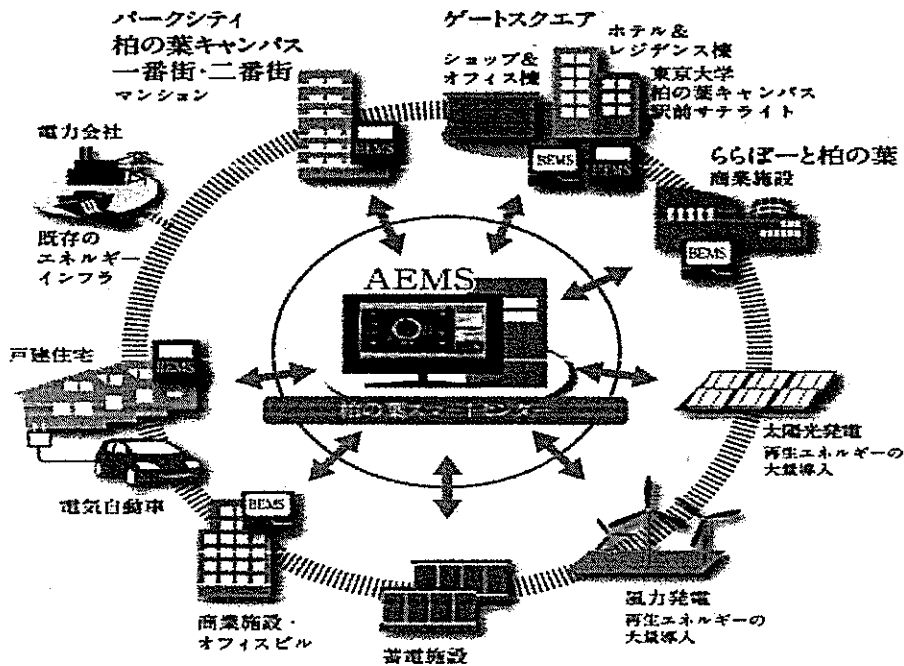 パークシティ
柏の葉キャンパス
一番街・二番街
マンション
ゲートスクエア
ショップ&
オフィス棟
ホテル&
レジデンス棟
東京大学
柏の葉キャンパス
駅前サテライト
電力会社
既存の
エネルギー
インフラ
BEMS
ららぽーと柏の葉
商業施設
BEMS
AEMS
戸建住宅
電気自動車
太陽光発電
再生エネルギーの
大量導入
BEMS
商業施設・
オフィスビル
蓄電施設
風力発電
再生エネルギーの
大量導入